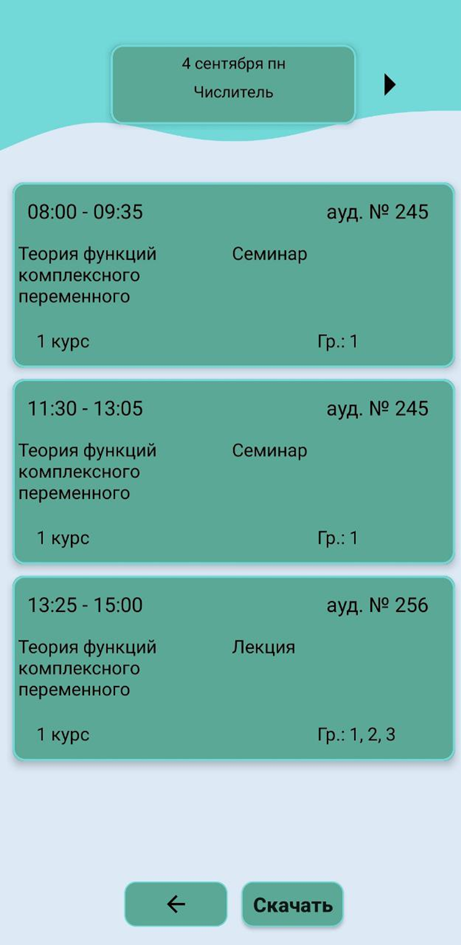 4 сентября пн
Числитель
08:00 - 09:35 ауд. № 245
Теория функций Семинар
комплексного
переменного
1 курс Гр.: 1
11:30 - 13:05 ауд. № 245
Теория функций Семинар
комплексного
переменного
1 курс Гр.: 1
13:25 - 15:00 ауд. № 256
Теория функций Лекция
комплексного
переменного
1 курс Гр.: 1, 2, 3
Скачать